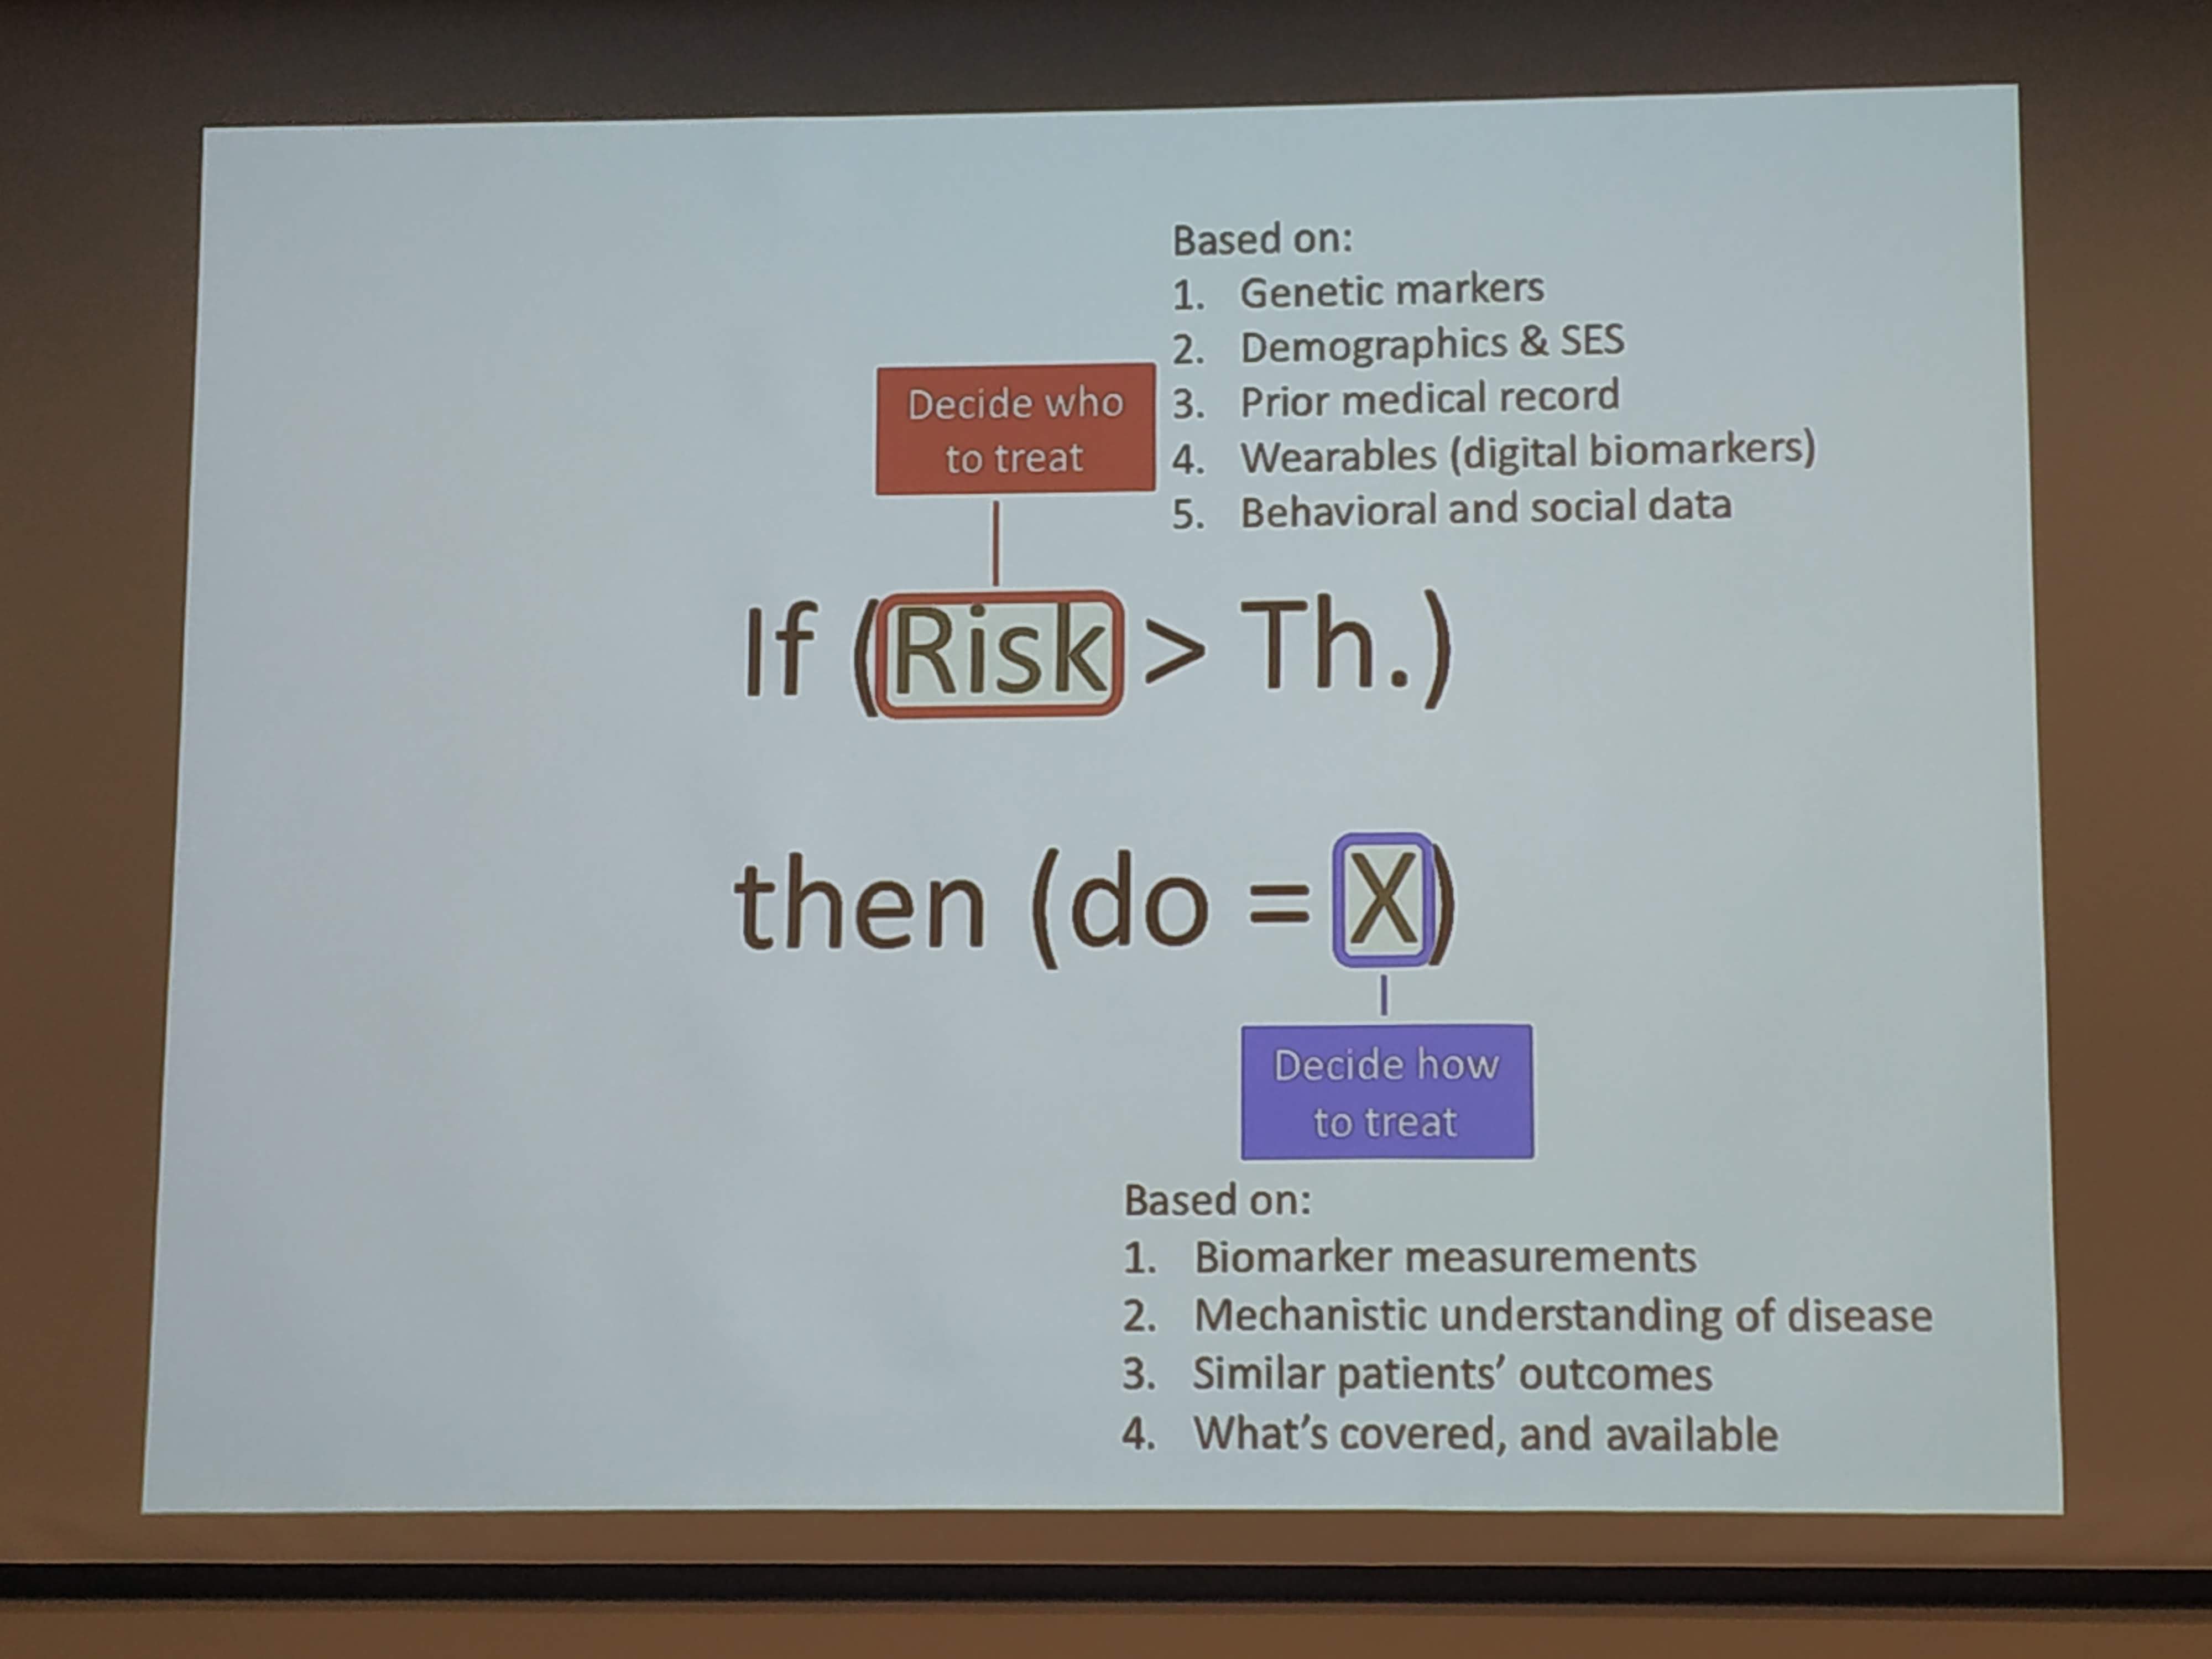 Based on:
1. Genetic markers
2. Demographics & SES
3. Prior medical record
4. Wearables (digital biomarkers)
5. Behavioral and social data
Decide who
to treat
If (Risk > Th.)
then (do = X)
Decide how
to treat
Based on:
1. Biomarker measurements
2. Mechanistic understanding of disease
3. Similar patients’ outcomes
4. What’s covered, and available